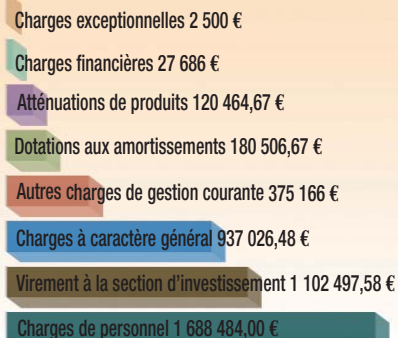 Charges exceptionnelles 2 500 €
Charges financières 27 686 €
Atténuations de produits 120 464,67 €
Dotations aux amortissements 180 506,67 €
Autres charges de gestion courante 375 166 €
Charges à caractère général 937 026,48 €
Virement à la section d'investissement 1 102 497,58 €
Charges de personnel 1 688 484,00 €